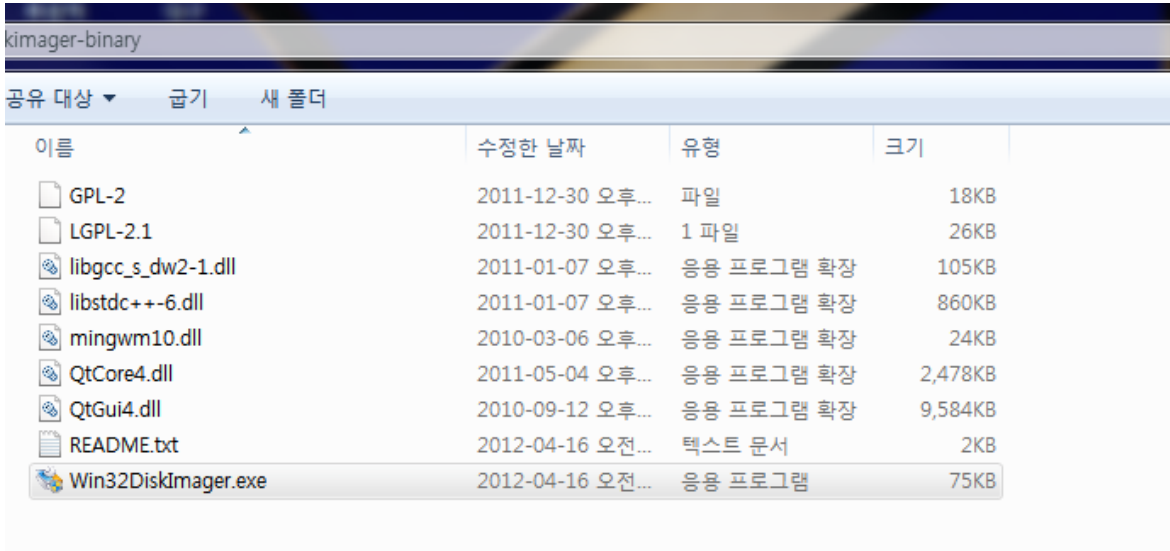 kimager-binary
공유 대상 굽기 새 폴더
이름 수정한 날짜 유형 크기
GPL-2 2011-12-30 오후... 파일 18KB
LGPL-2.1 2011-12-30 오후... 1 파일 26KB
libgcc_s_dw2-1.dll 2011-01-07 오후... 응용 프로그램 확장 105KB
libstdc++-6.dll 2011-01-07 오후... 응용 프로그램 확장 860KB
mingwm10.dll 2010-03-06 오후... 응용 프로그램 확장 24KB
QtCore4.dll 2011-05-04 오후... 응용 프로그램 확장 2,478KB
QtGui4.dll 2010-09-12 오후... 응용 프로그램 확장 9,584KB
README.txt 2012-04-16 오전... 텍스트 문서 2KB
Win32DiskImager.exe 2012-04-16 오전... 응용 프로그램 75KB